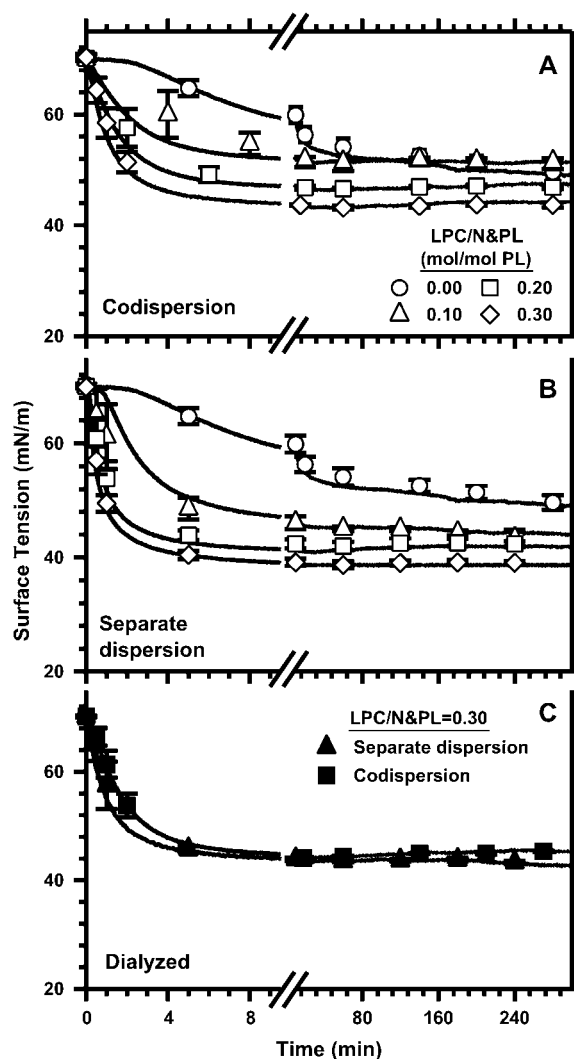 A
60
40
20
LPC/N&PL
(mol/mol PL)
0.00 0.20
0.10 0.30
Codispersion
B
60
40
20
Separate
dispersion
Surface Tension (mN/m)
C
LPC/N&PL=0.30
Separate dispersion
Codispersion
60
40
20
Dialyzed
0 4 8 80 160 240
Time (min)